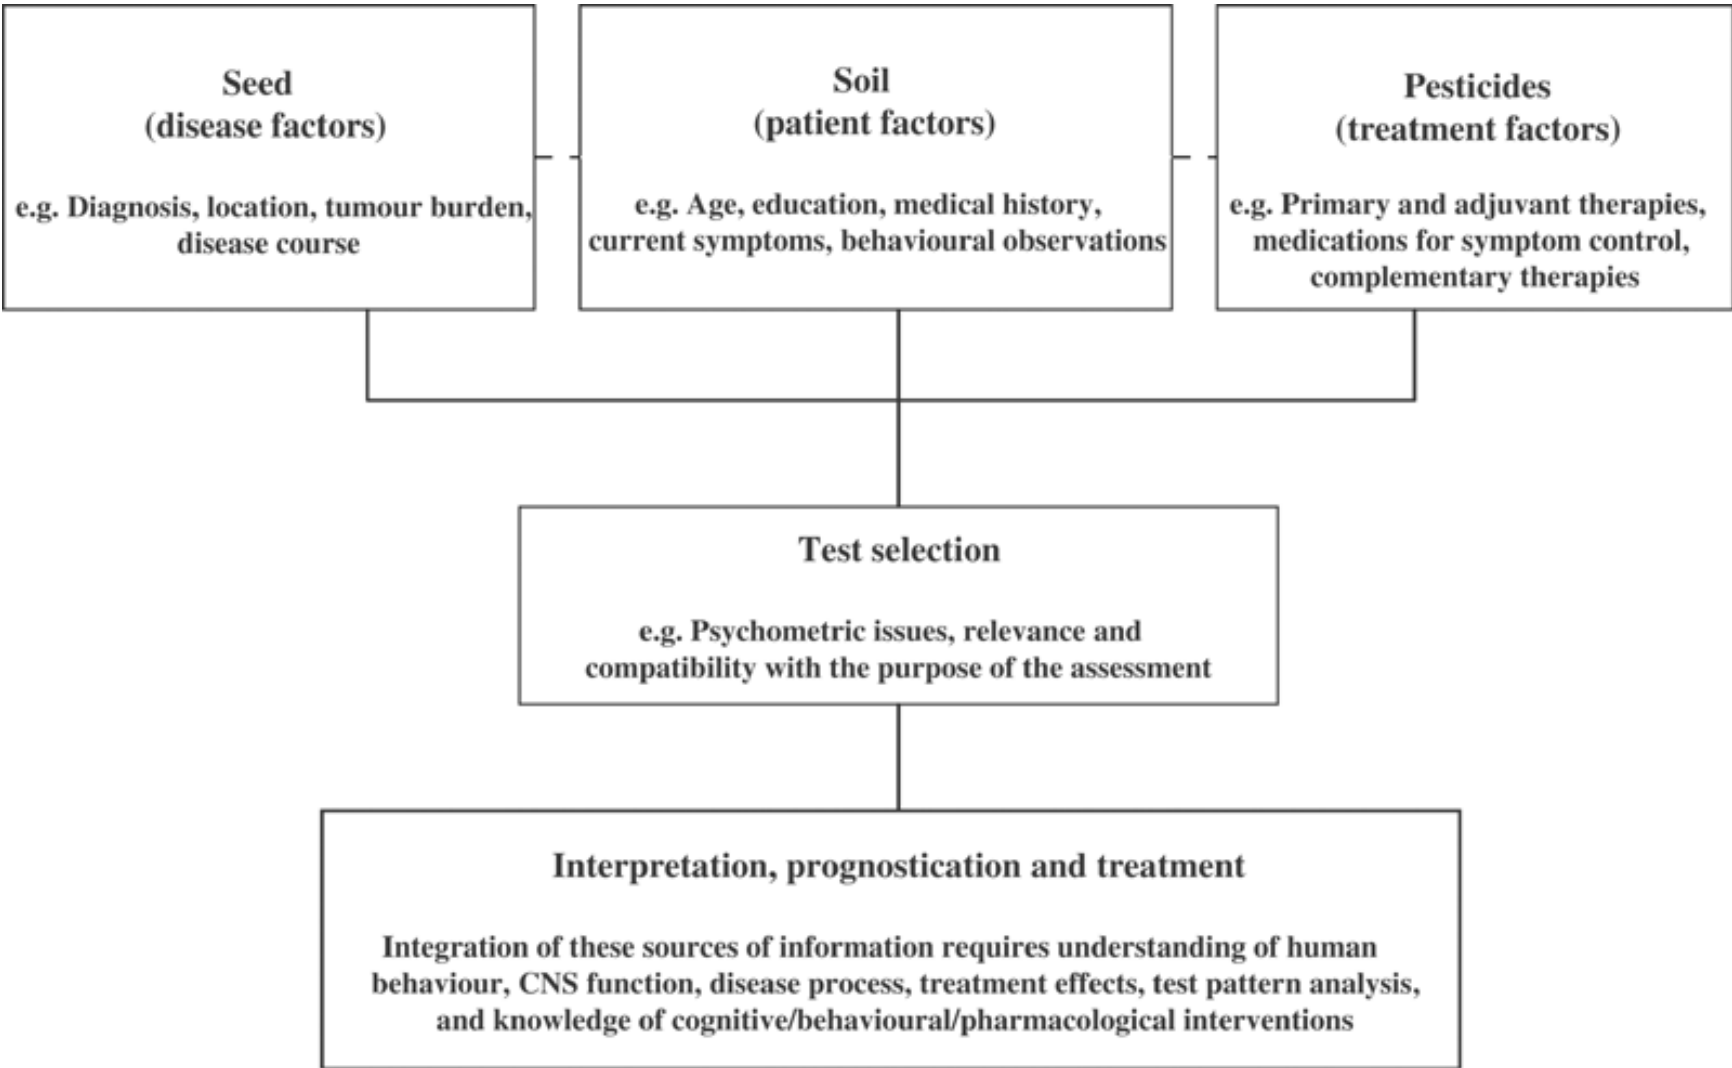 Seed
(disease factors)
e.g. Diagnosis, location, tumour burden,
disease course
Soil
(patient factors)
e.g. Age, education, medical history,
current symptoms, behavioural observations
Pesticides
(treatment factors)
e.g. Primary and adjuvant therapies,
medications for symptom control,
complementary therapies
Test selection
e.g. Psychometric issues, relevance and
compatibility with the purpose of the assessment
Interpretation, prognostication and treatment
Integration of these sources of information requires understanding of human
behaviour, CNS function, disease process, treatment effects, test pattern analysis,
and knowledge of cognitive/behavioural/pharmacological interventions